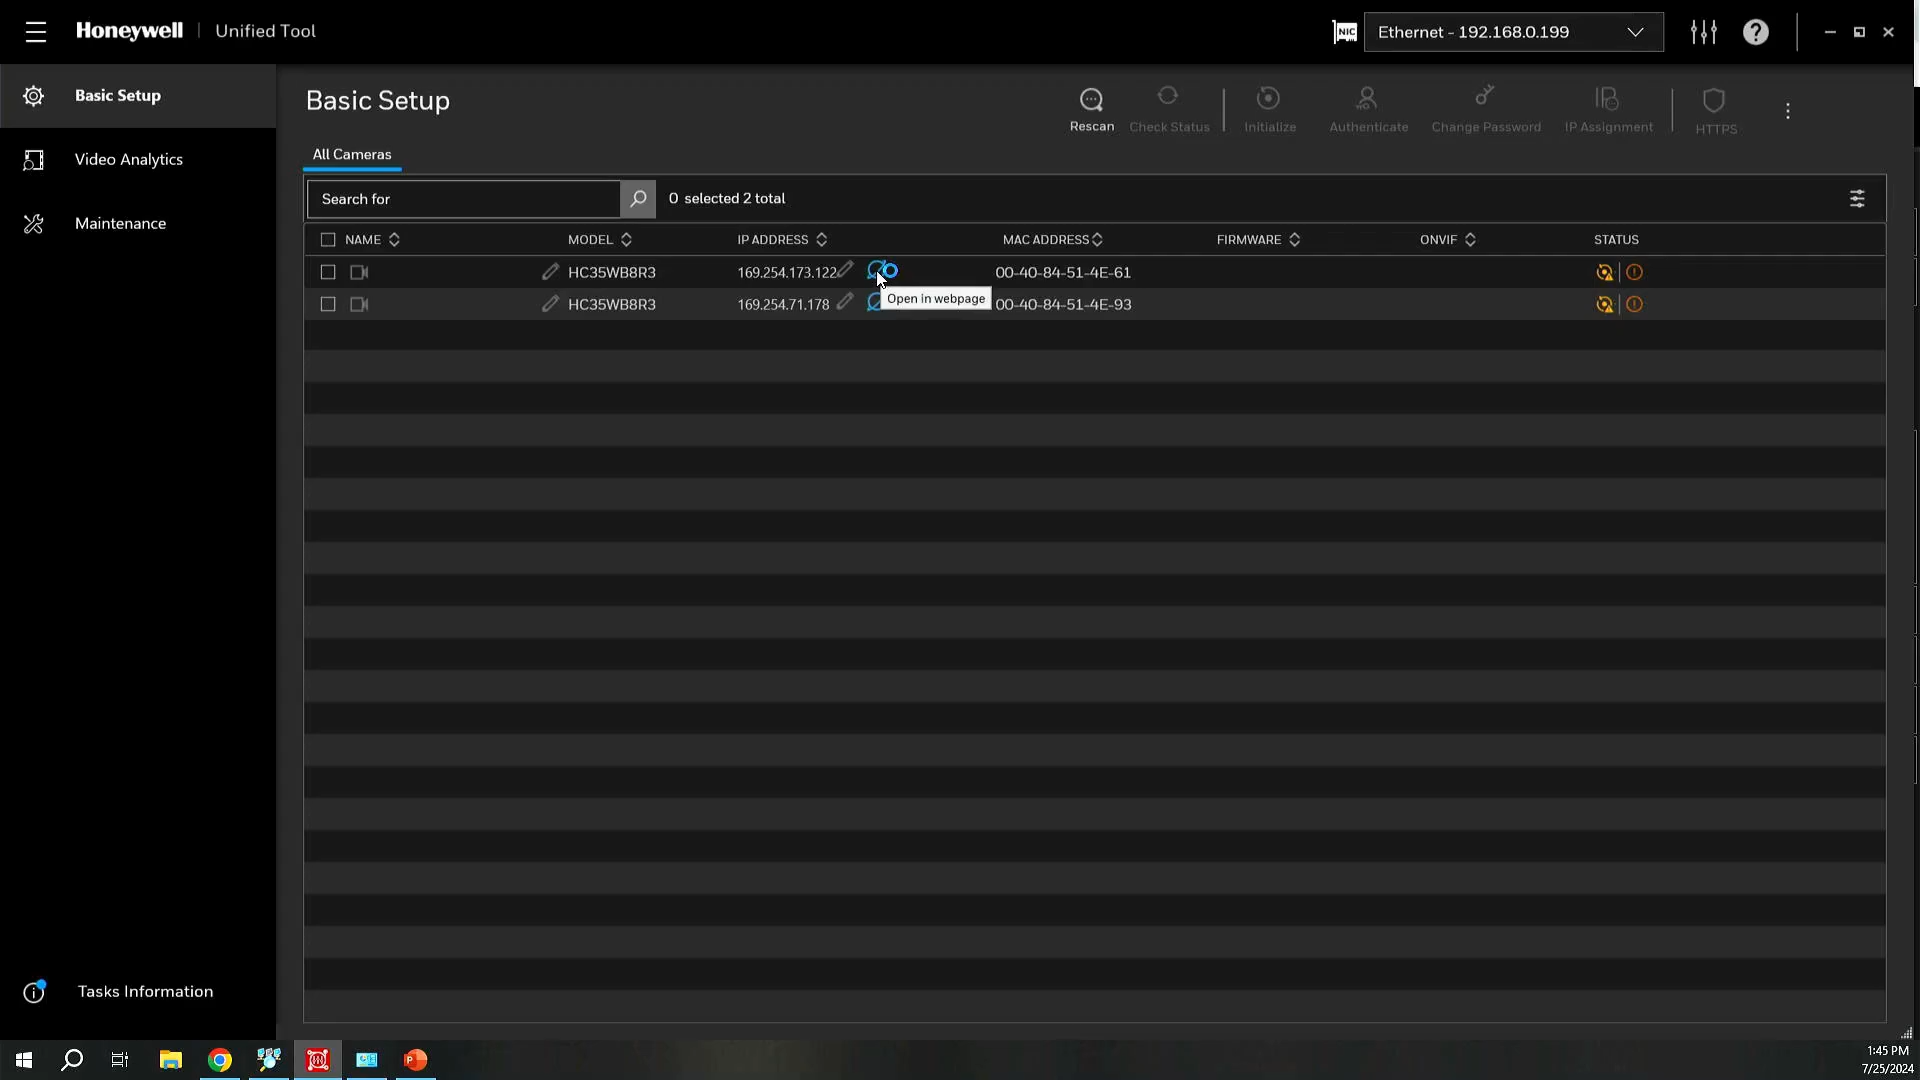 Honeywell | Unified Tool
NIC
Ethernet - 192.168.0.199
Basic Setup
Video Analytics
Maintenance
Tasks Information
Basic Setup
Rescan
Check Status
Initialize
Authenticate
Change Password
IP Assignment
HTTPS
All Cameras
Search for
0 selected 2 total
NAME MODEL IP ADDRESS MAC ADDRESS FIRMWARE ONVIF STATUS
HC35WB8R3 169.254.173.122 00-40-84-51-4E-61
Open in webpage
HC35WB8R3 169.254.71.178 00-40-84-51-4E-93
1:45 PM
7/25/2024